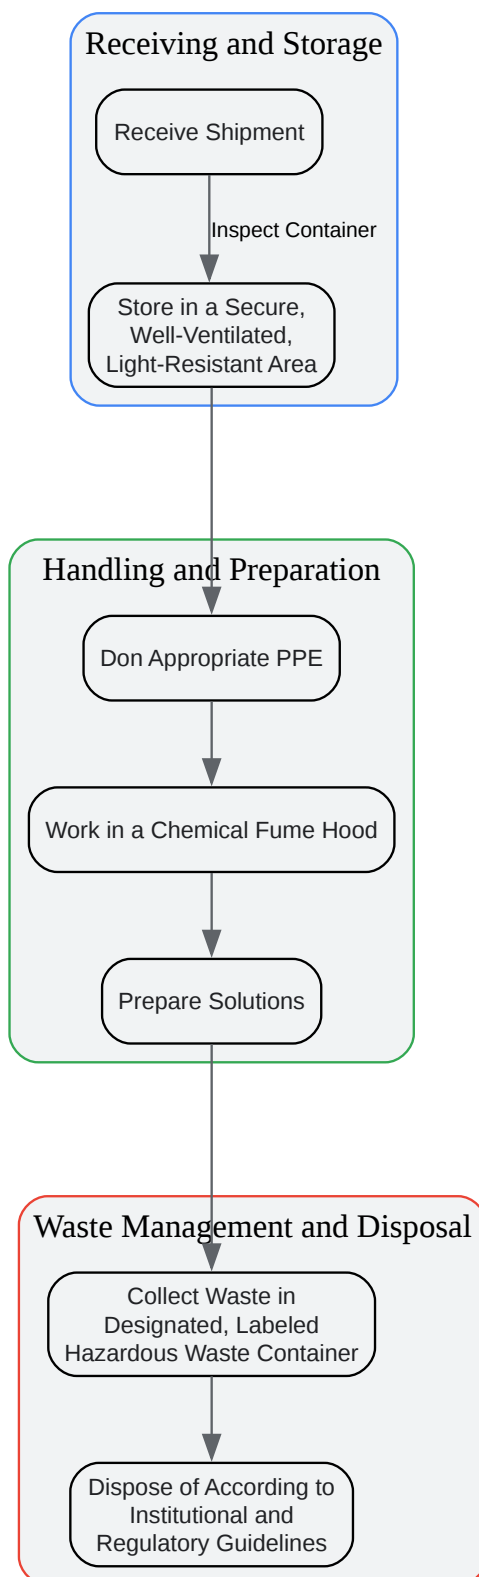 Receiving and Storage
Receive Shipment
Inspect Container
Store in a Secure,
Well-Ventilated,
Light-Resistant Area
Handling and Preparation
Don Appropriate PPE
Work in a Chemical Fume Hood
Prepare Solutions
Waste Management and Disposal
Collect Waste in
Designated, Labeled
Hazardous Waste Container
Dispose of According to
Institutional and
Regulatory Guidelines